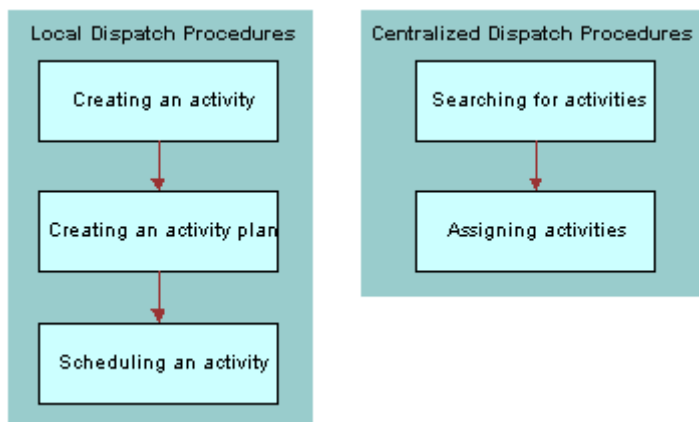 Local Dispatch Procedures
Creating an activity
Creating an activity plan
Scheduling an activity
Centralized Dispatch Procedures
Searching for activities
Assigning activities